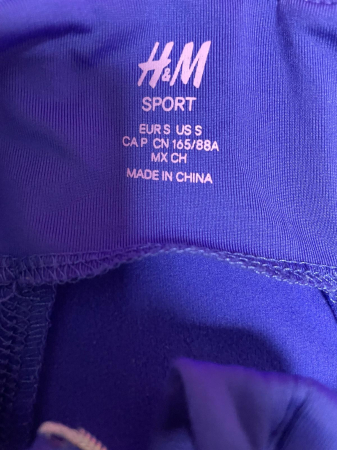 H&M
SPORT
EUR S US S
CA P CN 165/88A
MX CH
MADE IN CHINA